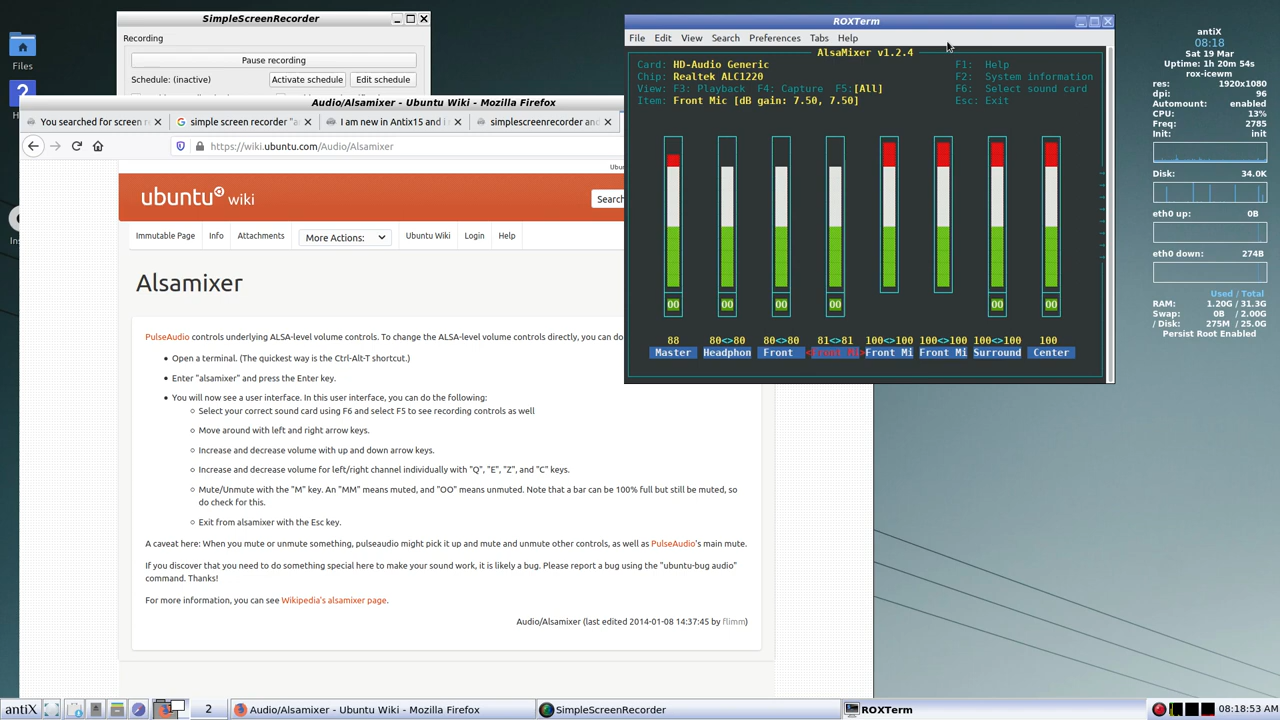 Files
SimpleScreenRecorder
Recording
Pause recording
Schedule: (inactive)
Activate schedule
Edit schedule
Audio/Alsamixer - Ubuntu Wiki - Mozilla Firefox
You searched for screen r
simple screen recorder "a
I am new in Antix15 and i
simplescreenrecorder and
https://wiki.ubuntu.com/Audio/Alsamixer
Ubun
ubuntu wiki
Search
Immutable Page
Info
Attachments
More Actions:
Ubuntu Wiki
Login
Help
Alsamixer
PulseAudio controls underlying ALSA-level volume controls. To change the ALSA-level volume controls directly, you can do
Open a terminal. (The quickest way is the Ctrl-Alt-T shortcut.)
Enter "alsamixer" and press the Enter key.
You will now see a user interface. In this user interface, you can do the following:
Select your correct sound card using F6 and select F5 to see recording controls as well
Move around with left and right arrow keys.
Increase and decrease volume with up and down arrow keys.
Increase and decrease volume for left/right channel individually with "Q", "E", "Z", and "C" keys.
Mute/Unmute with the "M" key. An "MM" means muted, and "OO" means unmuted. Note that a bar can be 100% full but still be muted, so
do check for this.
Exit from alsamixer with the Esc key.
A caveat here: When you mute or unmute something, pulseaudio might pick it up and mute and unmute other controls, as well as PulseAudio's main mute.
If you discover that you need to do something special here to make your sound work, it is likely a bug. Please report a bug using the "ubuntu-bug audio"
command. Thanks!
For more information, you can see Wikipedia's alsamixer page.
Audio/Alsamixer (last edited 2014-01-08 14:37:45 by flimm)
ROXTerm
File Edit View Search Preferences Tabs Help
AlsaMixer v1.2.4
Card: HD-Audio Generic F1: Help
Chip: Realtek ALC1220 F2: System information
View: F3: Playback F4: Capture F5:[All] F6: Select sound card
Item: Front Mic [dB gain: 7.50, 7.50] Esc: Exit
OO OO OO OO OO OO
88 80<>80 80<>80 81<>81 100<>100 100<>100 100<>100 100
Master Headphon Front <Front Mi> Front Mi Front Mi Surround Center
antiX
08:18
Sat 19 Mar
Uptime: 1h 20m 54s
rox-icewm
res: 1920x1080
dpi: 96
Automount: enabled
CPU: 13%
Freq: 2785
Init: init
Disk: 34.0K
eth0 up: 0B
eth0 down: 274B
Used / Total
RAM: 1.20G / 31.3G
Swap: 0B / 2.00G
/ Disk: 275M / 25.0G
Persist Root Enabled
antiX
2
Audio/Alsamixer - Ubuntu Wiki - Mozilla Firefox
SimpleScreenRecorder
ROXTerm
08:18:53 AM